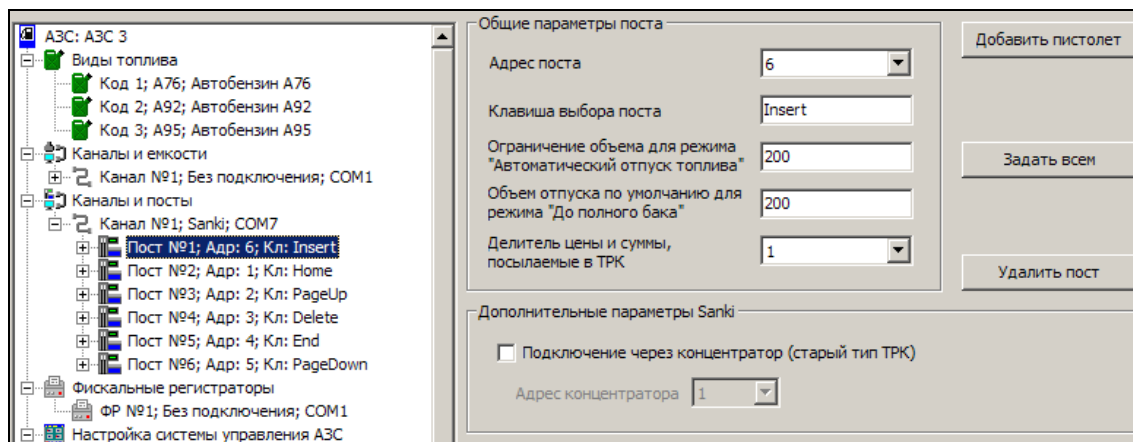 АЗС: АЗС 3
Виды топлива
Код 1; А76; Автобензин А76
Код 2; А92; Автобензин А92
Код 3; А95; Автобензин А95
Каналы и емкости
Канал №1; Без подключения; COM1
Каналы и посты
Канал №1; Sanki; COM7
Пост №1; Адр: 6; Кл: Insert
Пост №2; Адр: 1; Кл: Home
Пост №3; Адр: 2; Кл: PageUp
Пост №4; Адр: 3; Кл: Delete
Пост №5; Адр: 4; Кл: End
Пост №6; Адр: 5; Кл: PageDown
Фискальные регистраторы
ФР №1; Без подключения; COM1
Настройка системы управления АЗС
Общие параметры поста
Адрес поста 6
Клавиша выбора поста Insert
Ограничение объема для режима
"Автоматический отпуск топлива" 200
Объем отпуска по умолчанию для
режима "До полного бака" 200
Делитель цены и суммы,
посылаемые в ТРК 1
Дополнительные параметры Sanki
Подключение через концентратор (старый тип ТРК)
Адрес концентратора 1
Добавить пистолет
Задать всем
Удалить пост